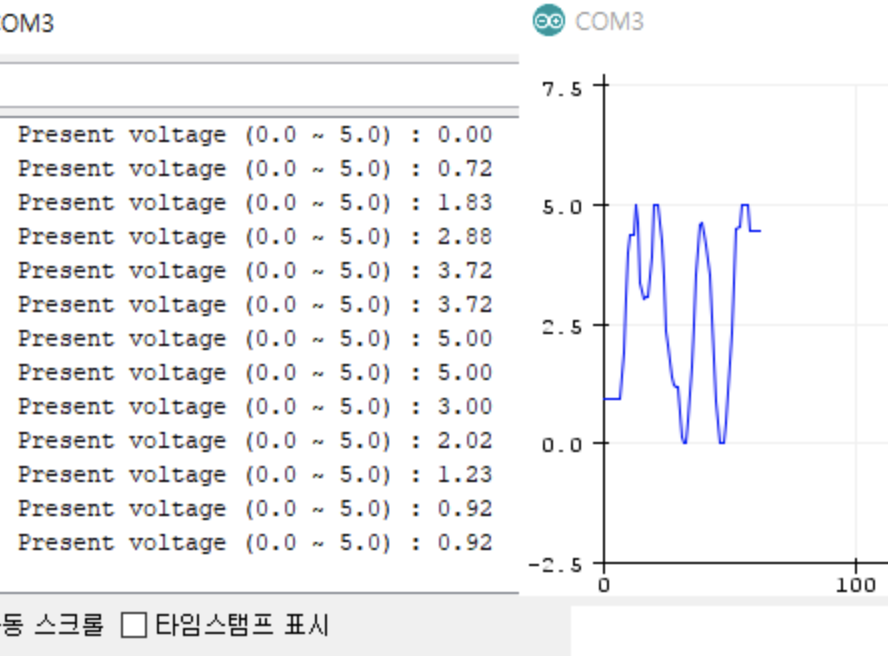 COM3
Present voltage (0.0 ~ 5.0) : 0.00
Present voltage (0.0 ~ 5.0) : 0.72
Present voltage (0.0 ~ 5.0) : 1.83
Present voltage (0.0 ~ 5.0) : 2.88
Present voltage (0.0 ~ 5.0) : 3.72
Present voltage (0.0 ~ 5.0) : 3.72
Present voltage (0.0 ~ 5.0) : 5.00
Present voltage (0.0 ~ 5.0) : 5.00
Present voltage (0.0 ~ 5.0) : 3.00
Present voltage (0.0 ~ 5.0) : 2.02
Present voltage (0.0 ~ 5.0) : 1.23
Present voltage (0.0 ~ 5.0) : 0.92
Present voltage (0.0 ~ 5.0) : 0.92
동 스크롤 타임스탬프 표시
COM3
7.5
5.0
2.5
0.0
-2.5
0 100